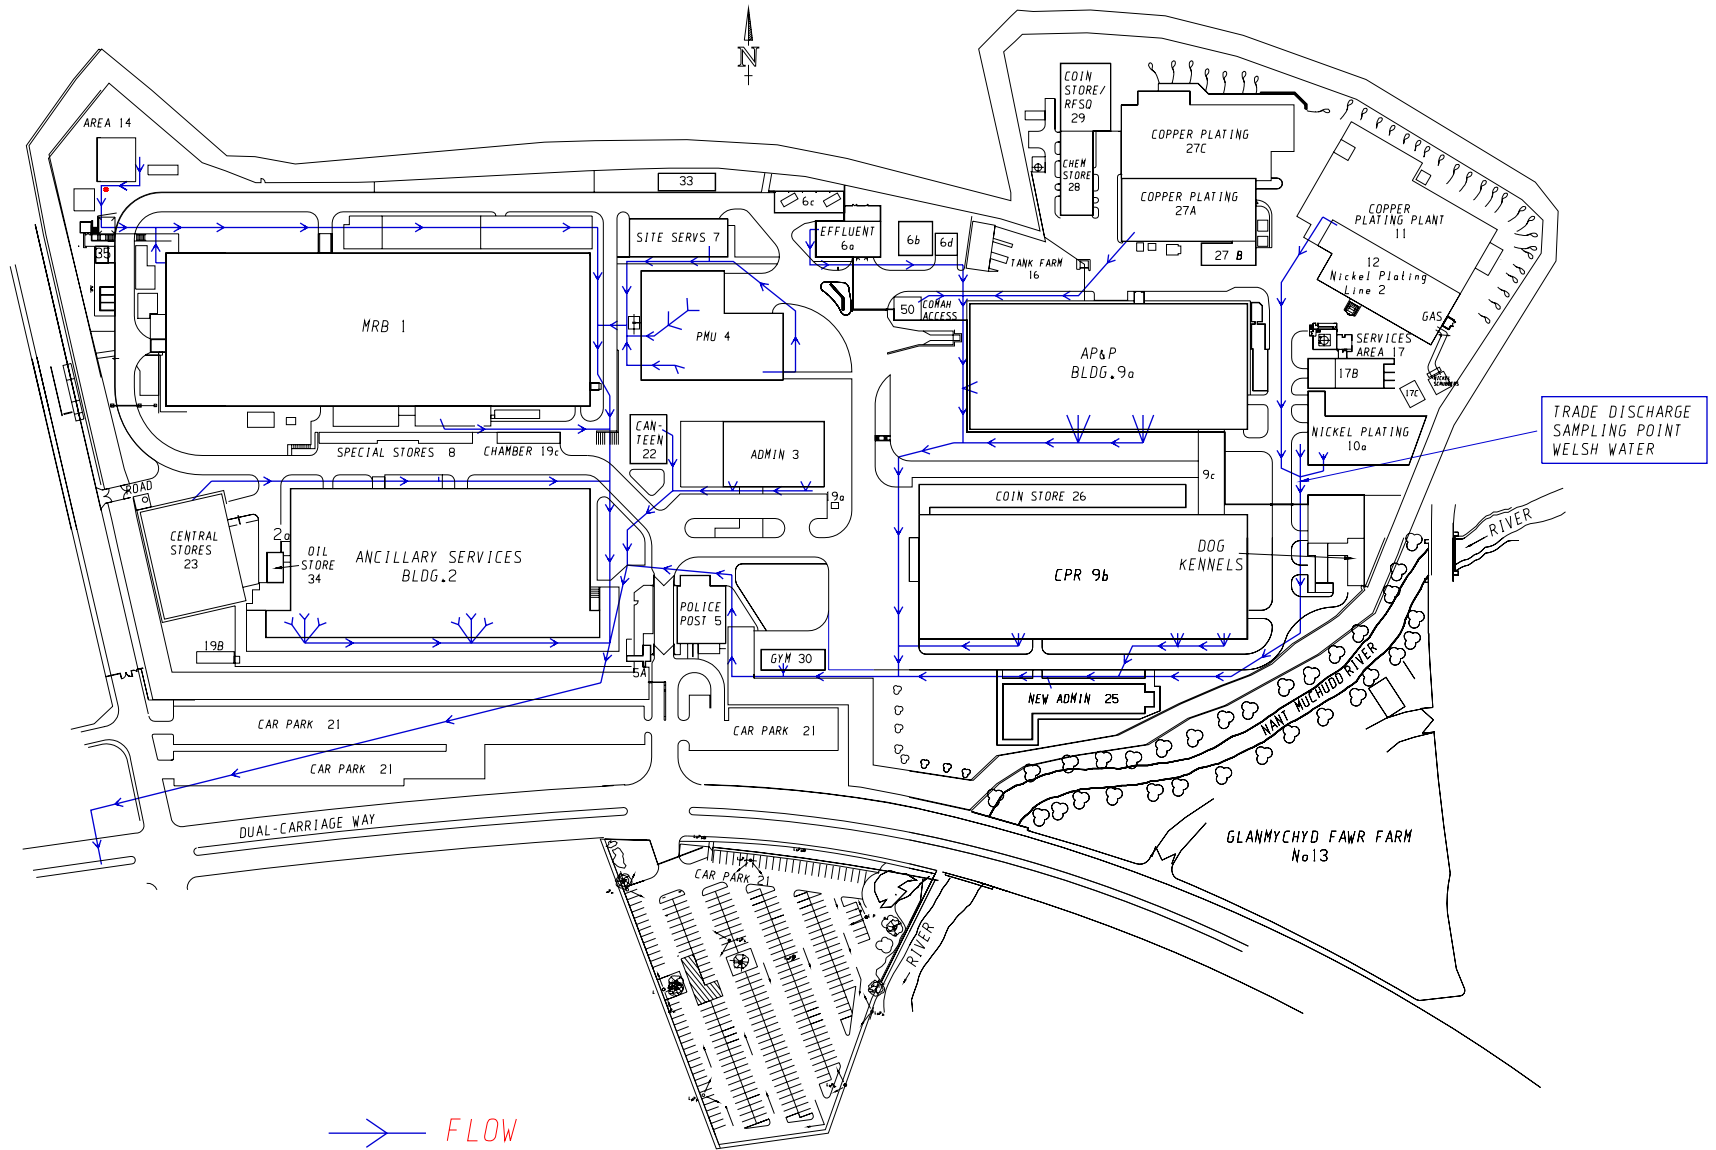 N
AREA 14
33
6c
COIN
STORE/
RFSQ
29
COPPER PLATING
27C
CHEM
STORE
28
COPPER PLATING
27A
COPPER
PLATING PLANT
11
SITE SERVS 7
EFFLUENT
6a
6b
6d
TANK FARM
16
27 B
12
Nickel Plating
Line 2
35
MRB 1
PMU 4
50
COMAH
ACCESS
AP&P
BLDG.9a
GAS
SERVICES
AREA 17
17B
17C
TRADE DISCHARGE
SAMPLING POINT
WELSH WATER
CAN-
TEEN
22
ADMIN 3
NICKEL PLATING
10a
SPECIAL STORES 8
CHAMBER 19c
9c
ROAD
19a
COIN STORE 26
RIVER
CENTRAL
STORES
23
2a
OIL
STORE
34
ANCILLARY SERVICES
BLDG.2
CPR 9b
DOG
KENNELS
POLICE
POST 5
19B
5A
GYM 30
NEW ADMIN 25
NANT MUCHUDD RIVER
CAR PARK 21
CAR PARK 21
CAR PARK 21
DUAL-CARRIAGE WAY
GLANMYCHYD FAWR FARM
No13
CAR PARK 21
RIVER
FLOW